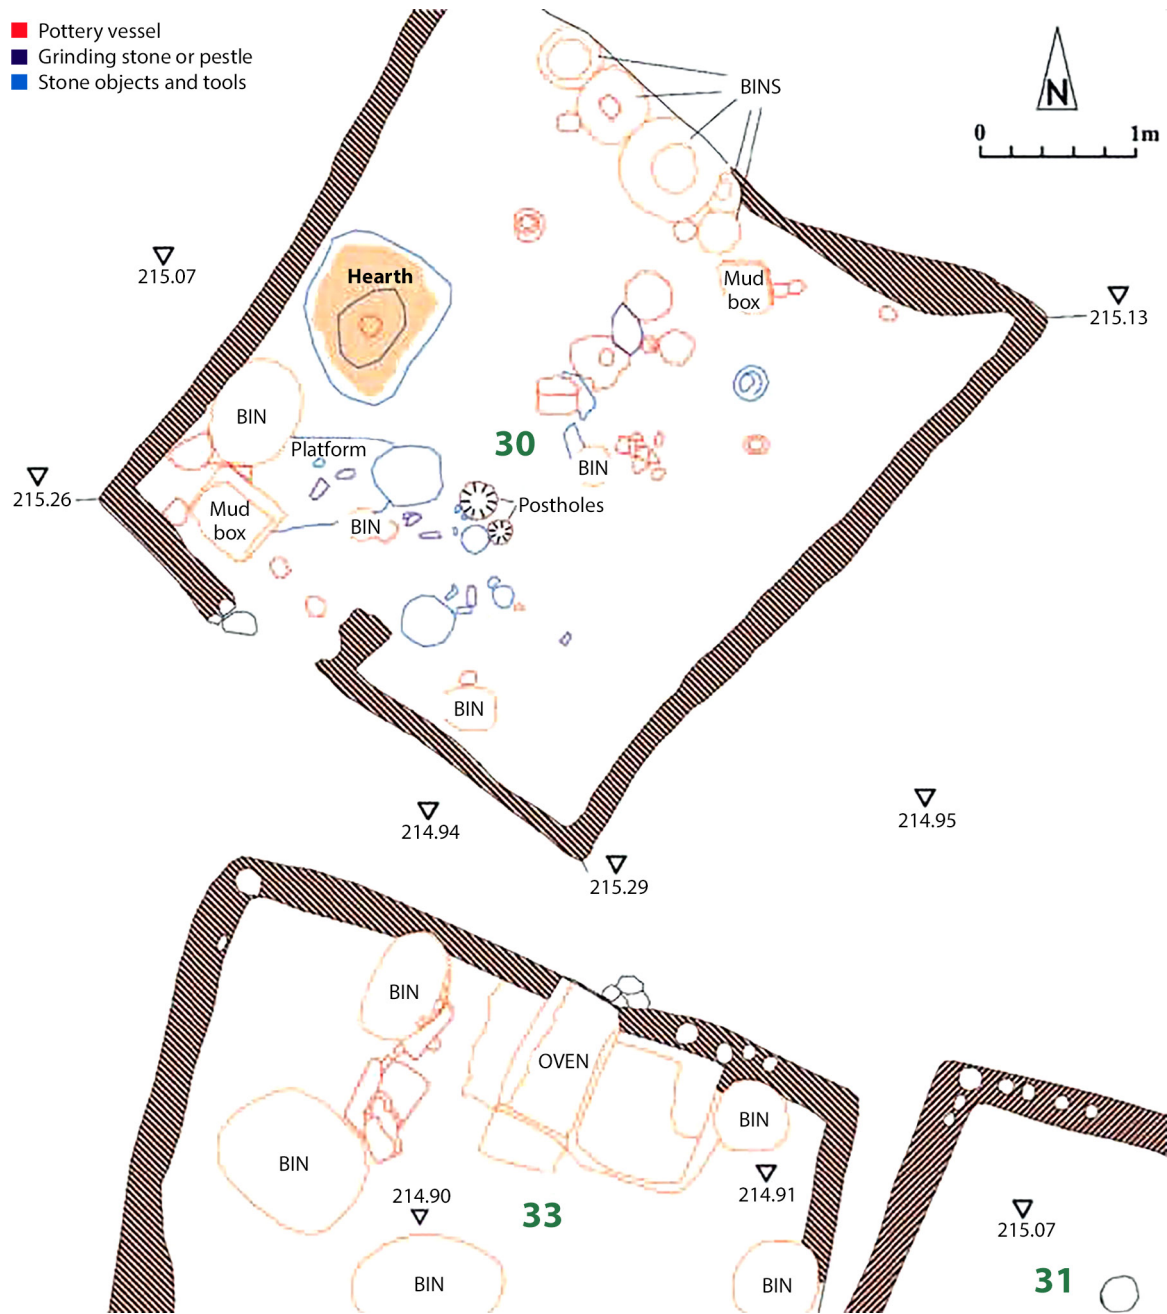 Pottery vessel
Grinding stone or pestle
Stone objects and tools
BINS
N
0 1m
215.07
Hearth
Mud
box
215.13
BIN
Platform
30
BIN
215.26
Mud
box
BIN
Postholes
BIN
214.94
214.95
215.29
BIN
OVEN
BIN
BIN
214.90
33
214.91
215.07
BIN
BIN
31